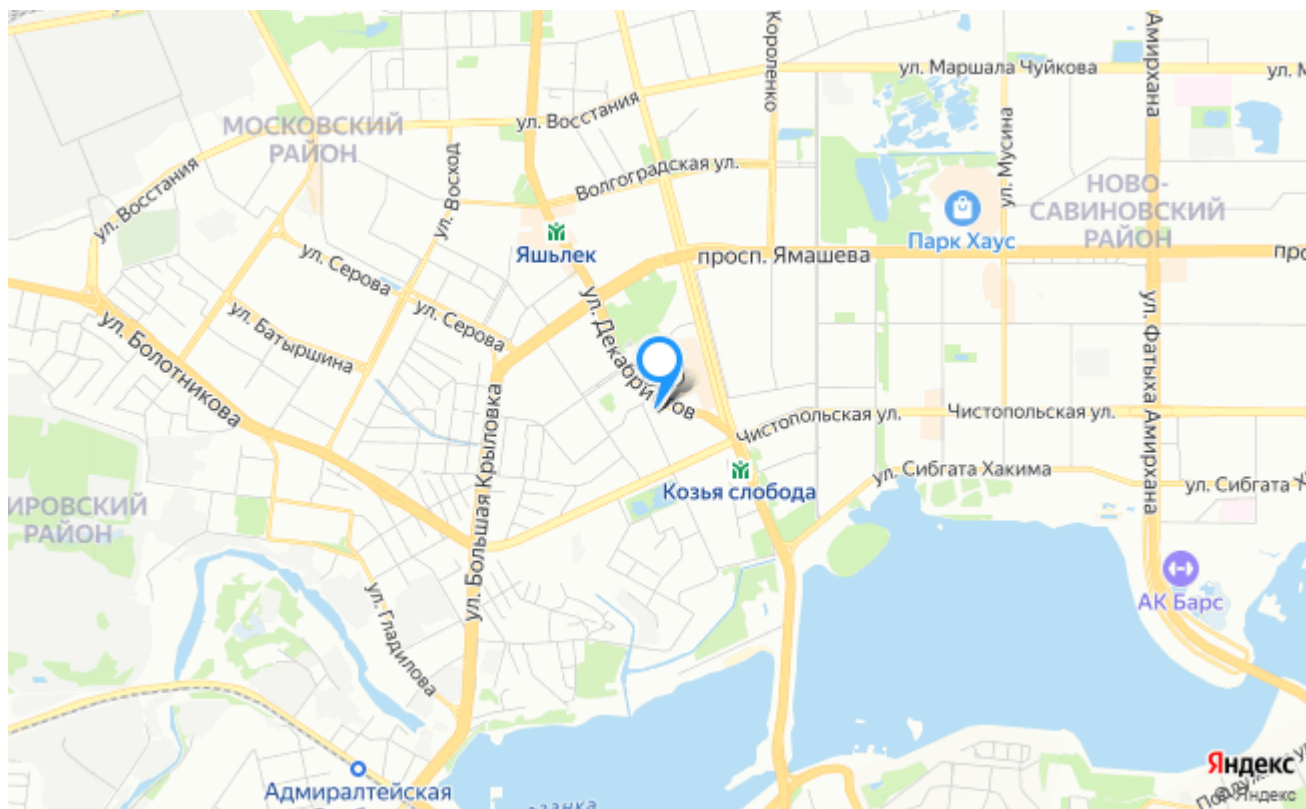 Короленко
Амирхана
ул. Маршала Чуйкова
ул. М
ул. Восстания
МОСКОВСКИЙ
РАЙОН
ул. Мусина
ул. Восход
Волгоградская ул.
НОВО-
САВИНОВСКИЙ
РАЙОН
ул. Восстания
Парк Хаус
Яшьлек
просп. Ямашева
про
ул. Серова
ул. Серова
ул. Батыршина
ул. Декабристов
ул. Болотникова
ул. Фатыха Амирхана
Чистопольская ул.
Чистопольская ул.
ул. Большая Крыловка
ул. Сибгата Хакима
ул. Сибгата
Козья слобода
ИРОВСКИЙ
РАЙОН
АК Барс
ул. Гладилова
Адмиралтейская
Яндекс
© Яндекс